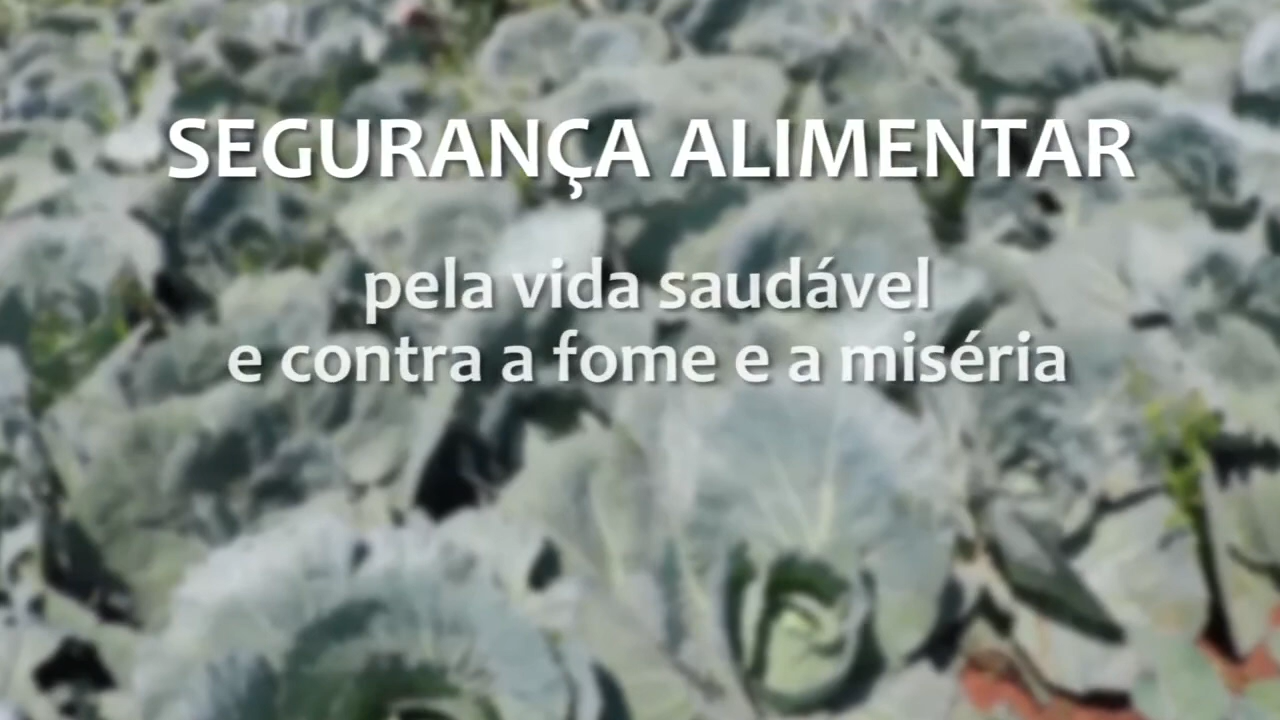 SEGURANÇA ALIMENTAR
pela vida saudável
e contra a fome e a miséria